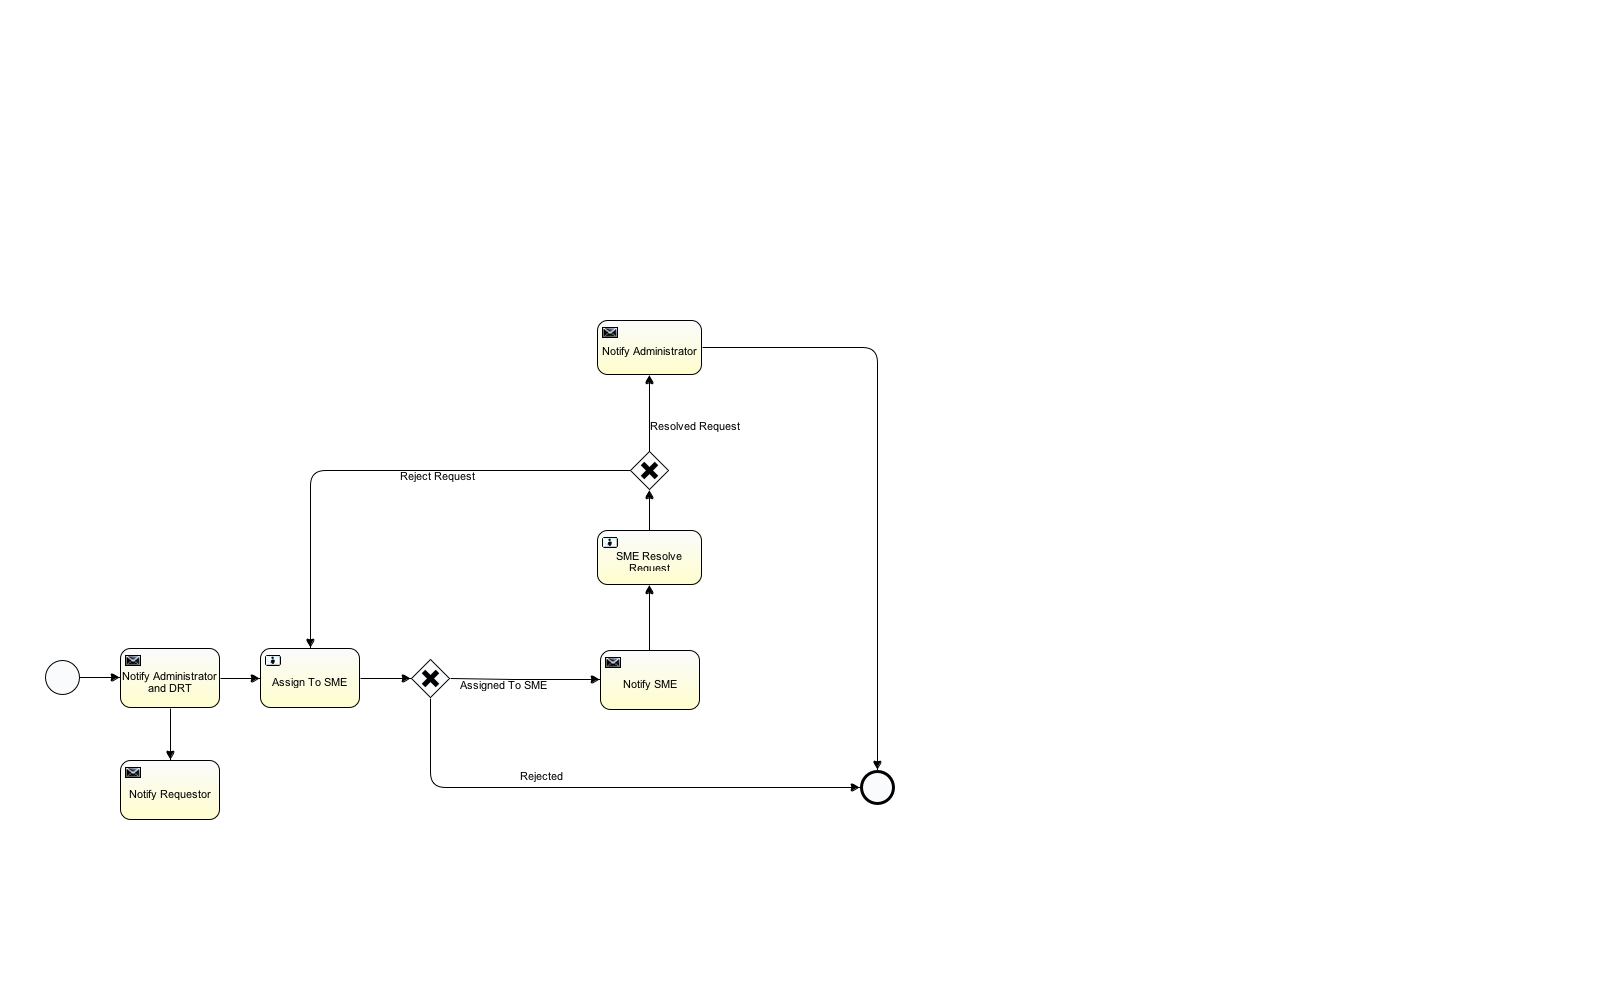 Notify Administrator
Resolved Request
Reject Request
SME Resolve
Request
Notify Administrator
and DRT
Assign To SME
Assigned To SME
Notify SME
Rejected
Notify Requestor